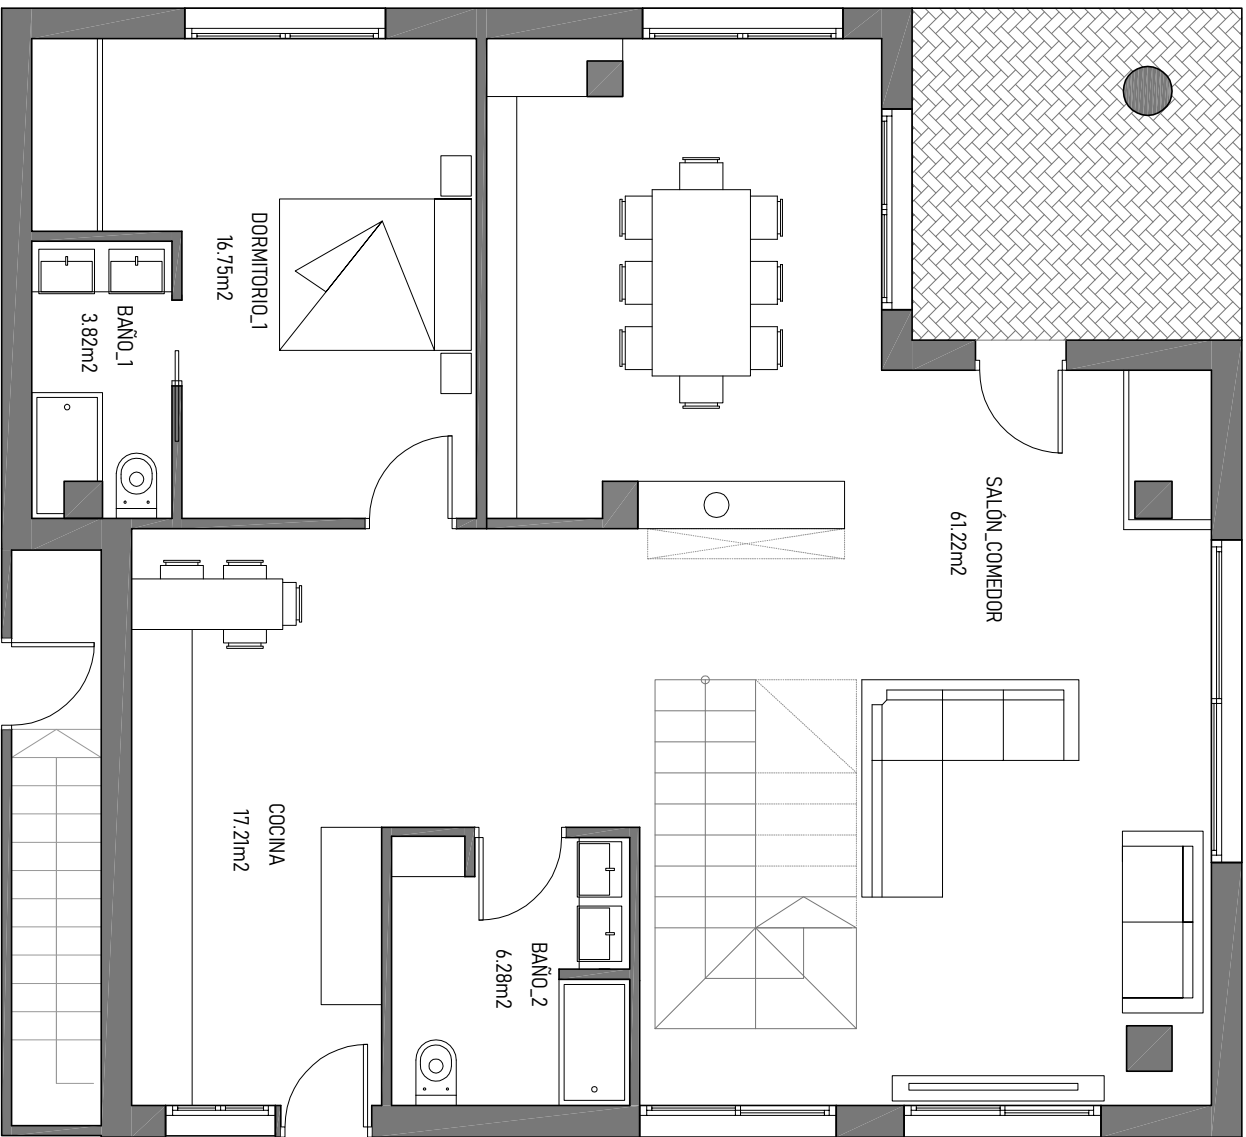 DORMITORIO_1
16.75m2
BAÑO_1
3.82m2
SALÓN_COMEDOR
61.22m2
COCINA
17.21m2
BAÑO_2
6.28m2